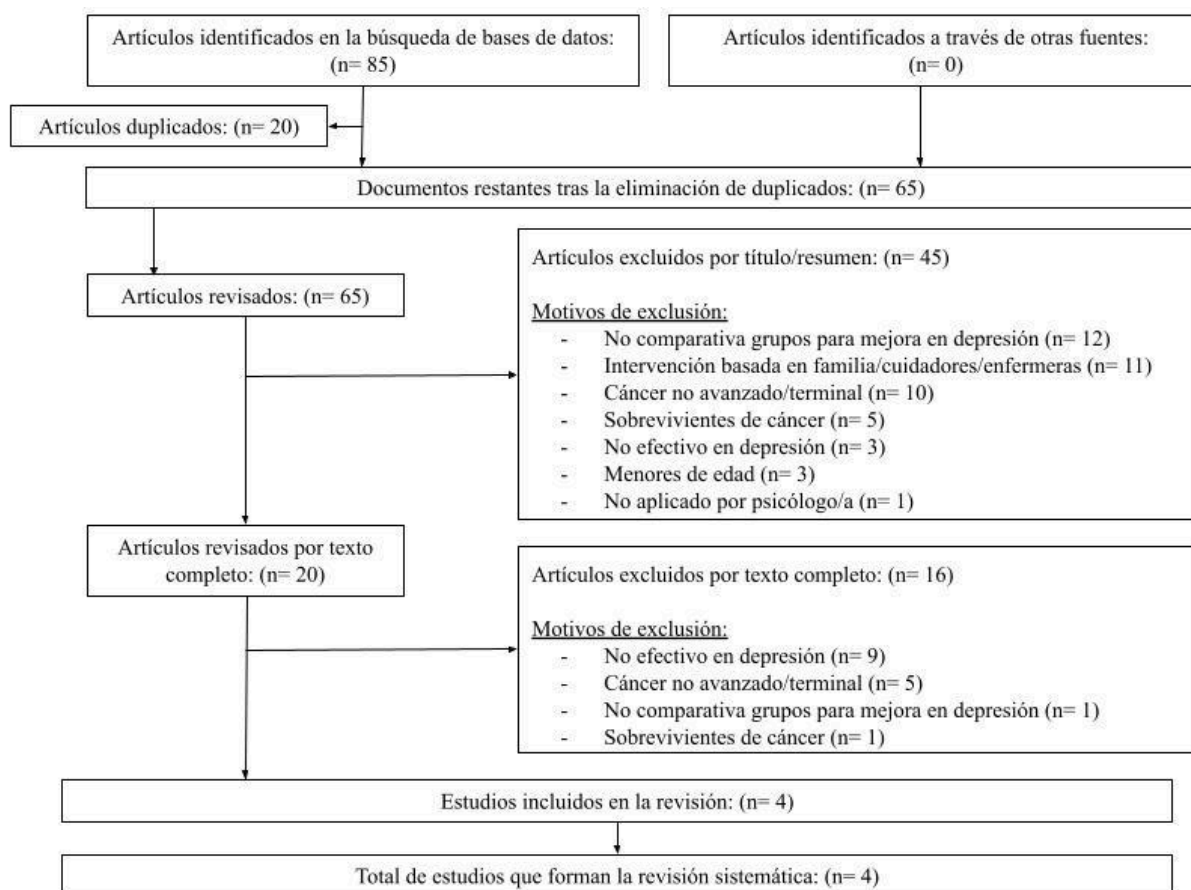 Artículos identificados en la búsqueda de bases de datos:
(n= 85)
Artículos identificados a través de otras fuentes:
(n= 0)
Artículos duplicados: (n= 20)
Documentos restantes tras la eliminación de duplicados: (n= 65)
Artículos revisados: (n= 65)
Artículos excluidos por título/resumen: (n= 45)
Motivos de exclusión:
- No comparativa grupos para mejora en depresión (n= 12)
- Intervención basada en familia/cuidadores/enfermeras (n= 11)
- Cáncer no avanzado/terminal (n= 10)
- Sobrevivientes de cáncer (n= 5)
- No efectivo en depresión (n= 3)
- Menores de edad (n= 3)
- No aplicado por psicólogo/a (n= 1)
Artículos revisados por texto
completo: (n= 20)
Artículos excluidos por texto completo: (n= 16)
Motivos de exclusión:
- No efectivo en depresión (n= 9)
- Cáncer no avanzado/terminal (n= 5)
- No comparativa grupos para mejora en depresión (n= 1)
- Sobrevivientes de cáncer (n= 1)
Estudios incluidos en la revisión: (n= 4)
Total de estudios que forman la revisión sistemática: (n= 4)